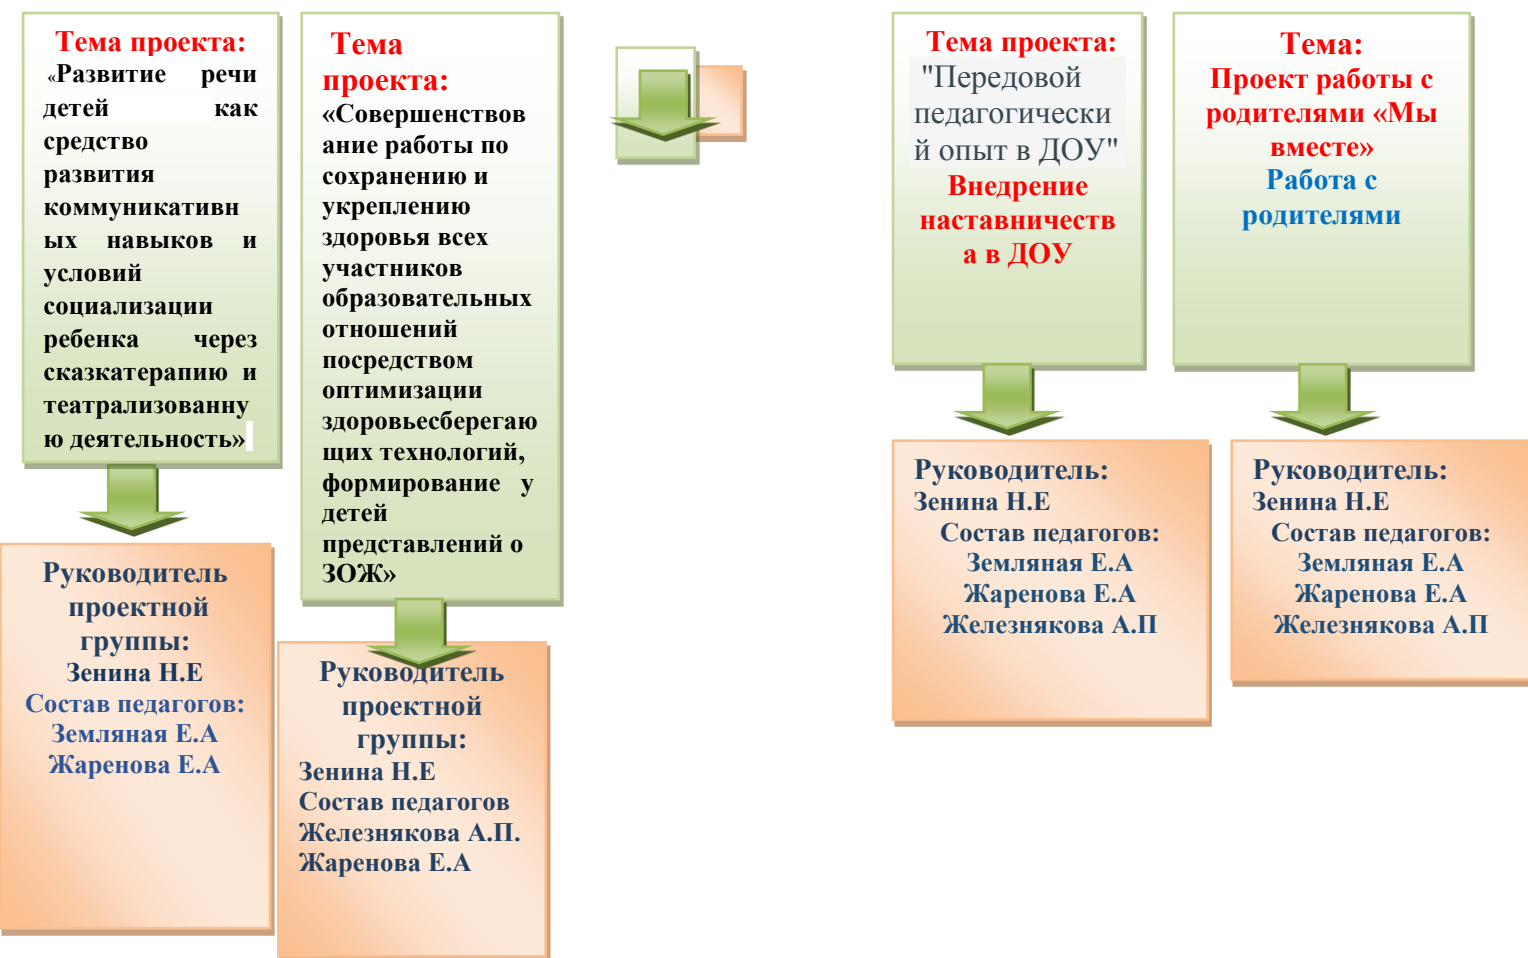 Тема проекта:
«Развитие речи
детей как
средство
развития
коммуникативн
ых навыков и
условий
социализации
ребенка через
сказкатерапию и
театрализованну
ю деятельность»
Руководитель
проектной
группы:
Зенина Н.Е
Состав педагогов:
Земляная Е.А
Жаренова Е.А
Тема
проекта:
«Совершенствов
ание работы по
сохранению и
укреплению
здоровья всех
участников
образовательных
отношений
посредством
оптимизации
здоровьесберегаю
щих технологий,
формирование у
детей
представлений о
ЗОЖ»
Руководитель
проектной
группы:
Зенина Н.Е
Состав педагогов
Железнякова А.П.
Жаренова Е.А
Тема проекта:
"Передовой
педагогически
й опыт в ДОУ"
Внедрение
наставничеств
а в ДОУ
Руководитель:
Зенина Н.Е
Состав педагогов:
Земляная Е.А
Жаренова Е.А
Железнякова А.П
Тема:
Проект работы с
родителями «Мы
вместе»
Работа с
родителями
Руководитель:
Зенина Н.Е
Состав педагогов:
Земляная Е.А
Жаренова Е.А
Железнякова А.П